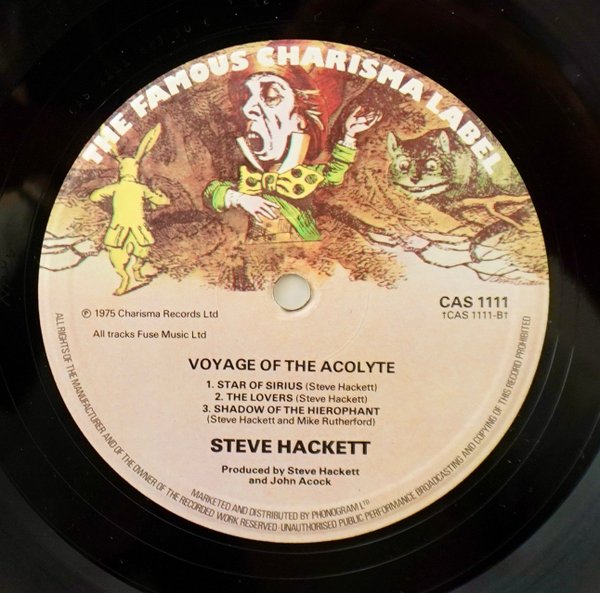 THE FAMOUS CHARISMA LABEL
CAS 1111
℗ 1975 Charisma Records Ltd
†CAS 1111-B†
All tracks Fuse Music Ltd
VOYAGE OF THE ACOLYTE
1. STAR OF SIRIUS (Steve Hackett)
2. THE LOVERS (Steve Hackett)
3. SHADOW OF THE HIEROPHANT
(Steve Hackett and Mike Rutherford)
STEVE HACKETT
Produced by Steve Hackett
and John Acock
MARKETED AND DISTRIBUTED BY PHONOGRAM LTD
ALL RIGHTS OF THE MANUFACTURER AND OF THE OWNER OF THE RECORDED WORK RESERVED · UNAUTHORISED PUBLIC PERFORMANCE BROADCASTING AND COPYING OF THIS RECORD PROHIBITED